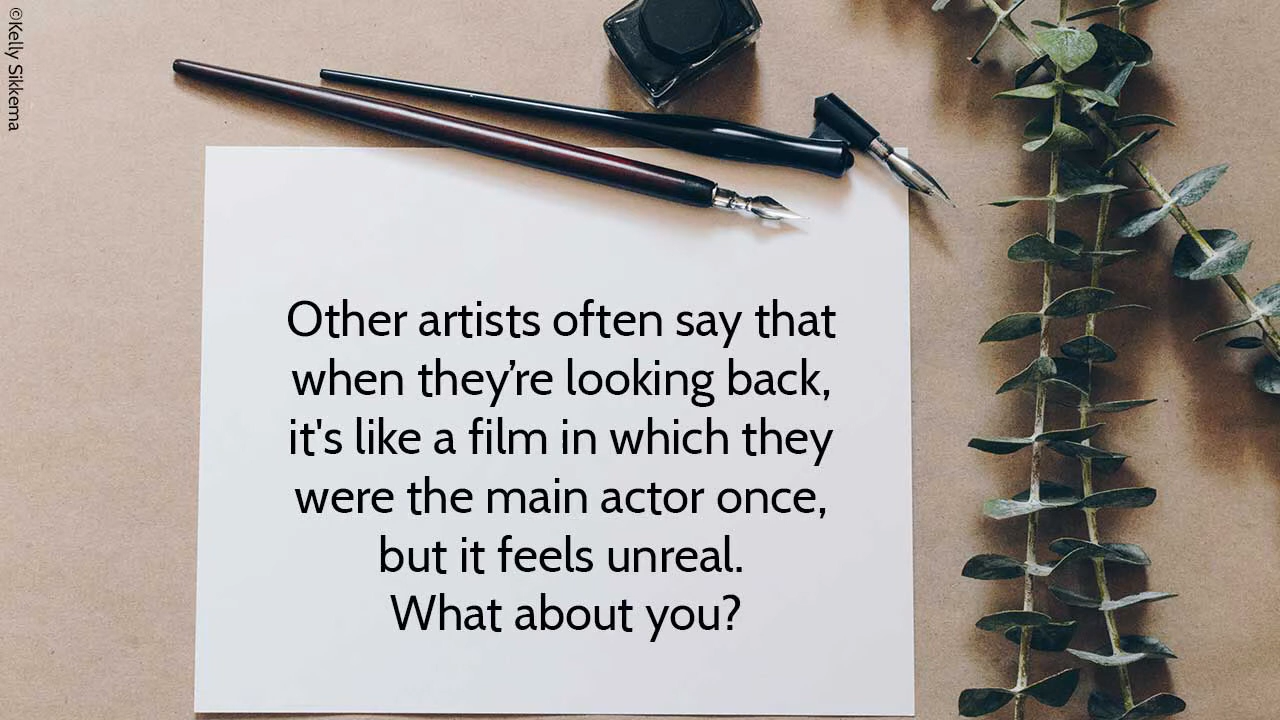 ©Kelly Sikkema
Other artists often say that
when they’re looking back,
it's like a film in which they
were the main actor once,
but it feels unreal.
What about you?